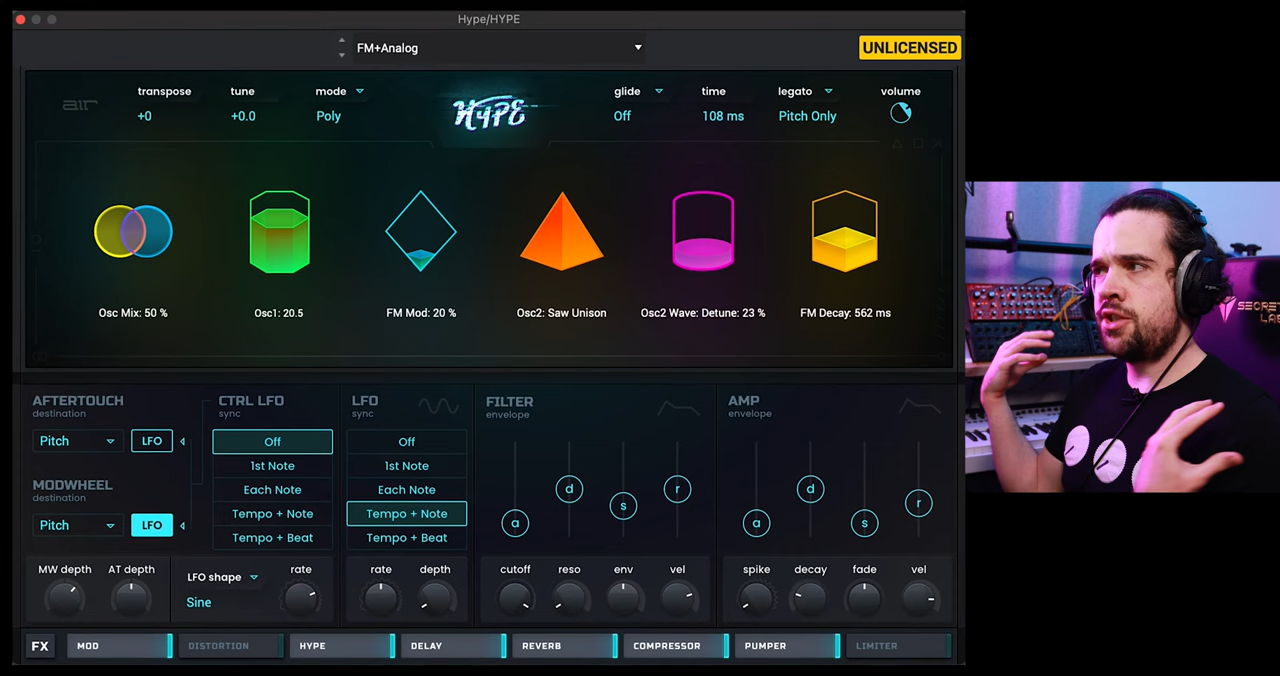 Hype/HYPE
FM+Analog
UNLICENSED
air
transpose
tune
mode
HYPE
glide
time
legato
volume
+0
+0.0
Poly
Off
108 ms
Pitch Only
Osc Mix: 50 %
Osc1: 20.5
FM Mod: 20 %
Osc2: Saw Unison
Osc2 Wave: Detune: 23 %
FM Decay: 562 ms
AFTERTOUCH
destination
Pitch
LFO
MODWHEEL
destination
Pitch
LFO
CTRL LFO
sync
Off
1st Note
Each Note
Tempo + Note
Tempo + Beat
LFO
sync
Off
1st Note
Each Note
Tempo + Note
Tempo + Beat
FILTER
envelope
a
d
s
r
AMP
envelope
a
d
s
r
MW depth
AT depth
LFO shape
Sine
rate
rate
depth
cutoff
reso
env
vel
spike
decay
fade
vel
FX
MOD
DISTORTION
HYPE
DELAY
REVERB
COMPRESSOR
PUMPER
LIMITER
SECRET
LAB